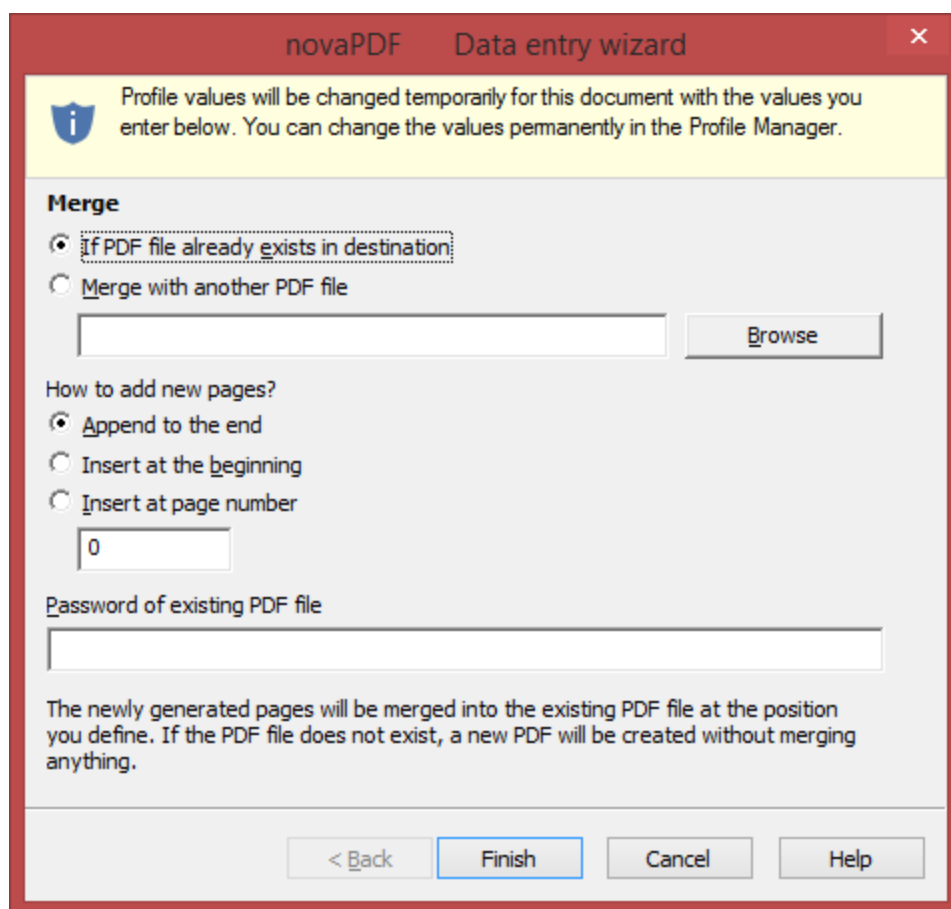 novaPDF Data entry wizard
Profile values will be changed temporarily for this document with the values you
enter below. You can change the values permanently in the Profile Manager.
Merge
If PDF file already exists in destination
Merge with another PDF file
Browse
How to add new pages?
Append to the end
Insert at the beginning
Insert at page number
0
Password of existing PDF file
The newly generated pages will be merged into the existing PDF file at the position
you define. If the PDF file does not exist, a new PDF will be created without merging
anything.
< Back Finish Cancel Help